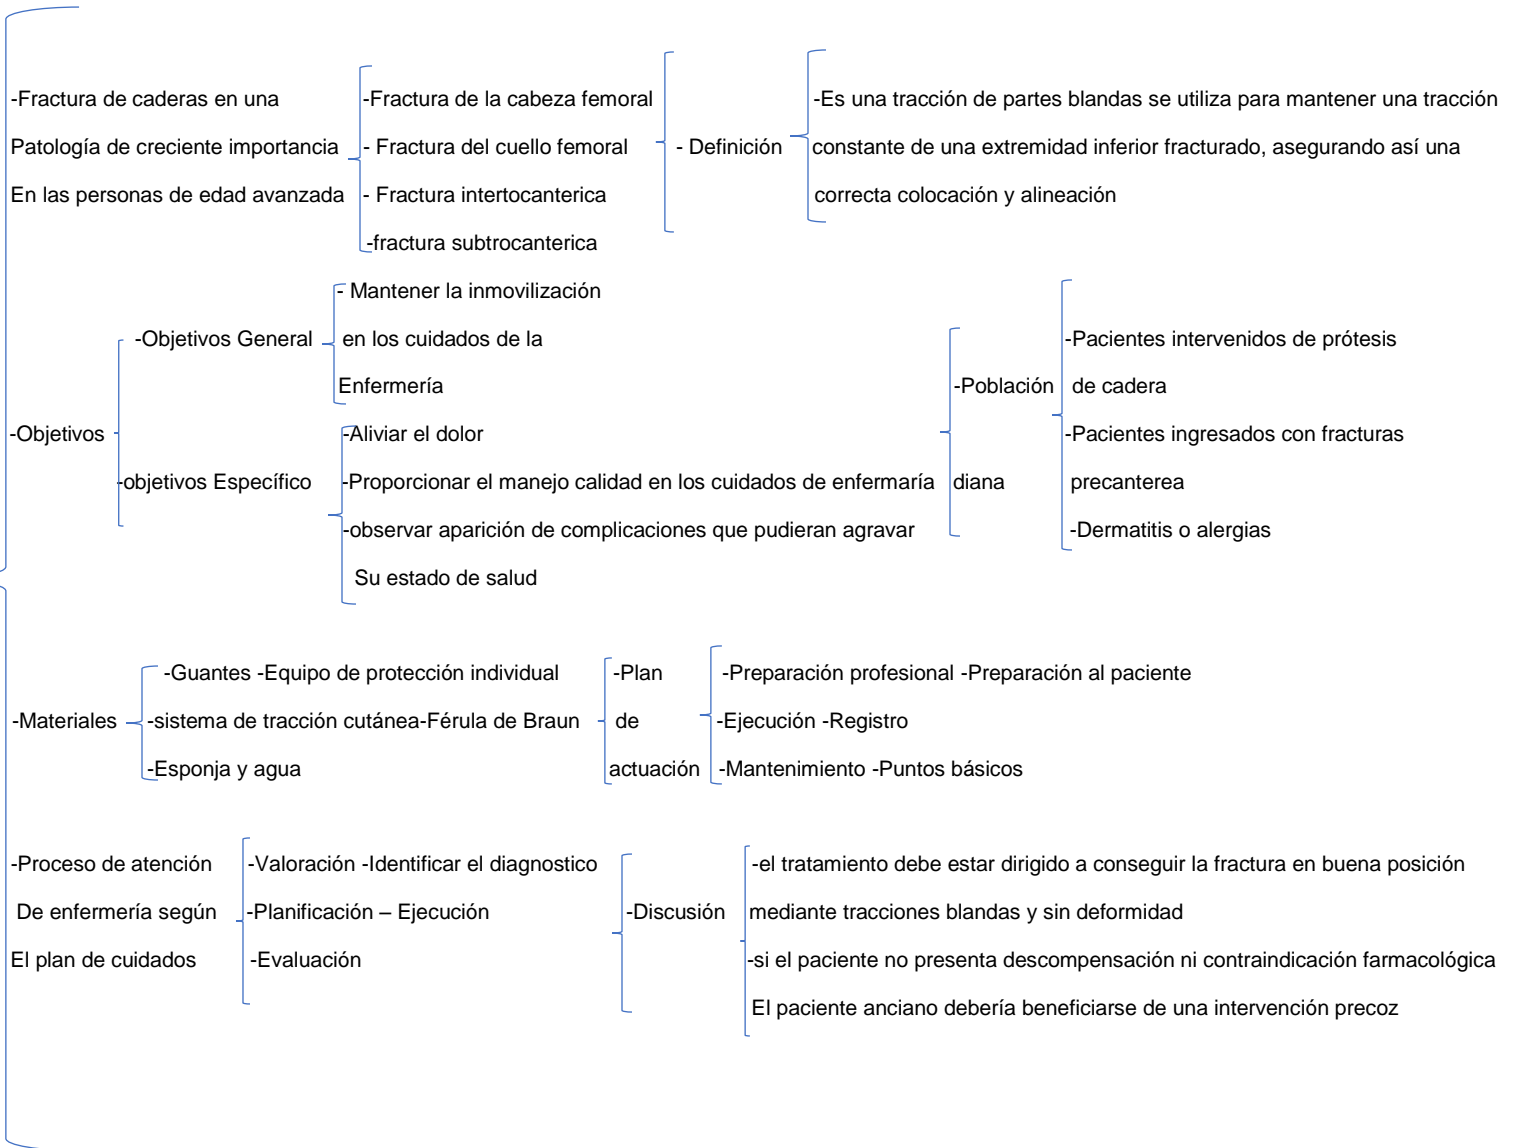 -Fractura de caderas en una
Patología de creciente importancia
En las personas de edad avanzada
-Fractura de la cabeza femoral
- Fractura del cuello femoral
- Fractura intertocanterica
-fractura subtrocanterica
- Definición
-Es una tracción de partes blandas se utiliza para mantener una tracción
constante de una extremidad inferior fracturado, asegurando así una
correcta colocación y alineación
-Objetivos
-Objetivos General
- Mantener la inmovilización
en los cuidados de la
Enfermería
-objetivos Específico
-Aliviar el dolor
-Proporcionar el manejo calidad en los cuidados de enfermaría
-observar aparición de complicaciones que pudieran agravar
Su estado de salud
-Población
diana
-Pacientes intervenidos de prótesis
de cadera
-Pacientes ingresados con fracturas
precanterea
-Dermatitis o alergias
-Materiales
-Guantes -Equipo de protección individual
-sistema de tracción cutánea-Férula de Braun
-Esponja y agua
-Plan
de
actuación
-Preparación profesional -Preparación al paciente
-Ejecución -Registro
-Mantenimiento -Puntos básicos
-Proceso de atención
De enfermería según
El plan de cuidados
-Valoración -Identificar el diagnostico
-Planificación – Ejecución
-Evaluación
-Discusión
-el tratamiento debe estar dirigido a conseguir la fractura en buena posición
mediante tracciones blandas y sin deformidad
-si el paciente no presenta descompensación ni contraindicación farmacológica
El paciente anciano debería beneficiarse de una intervención precoz